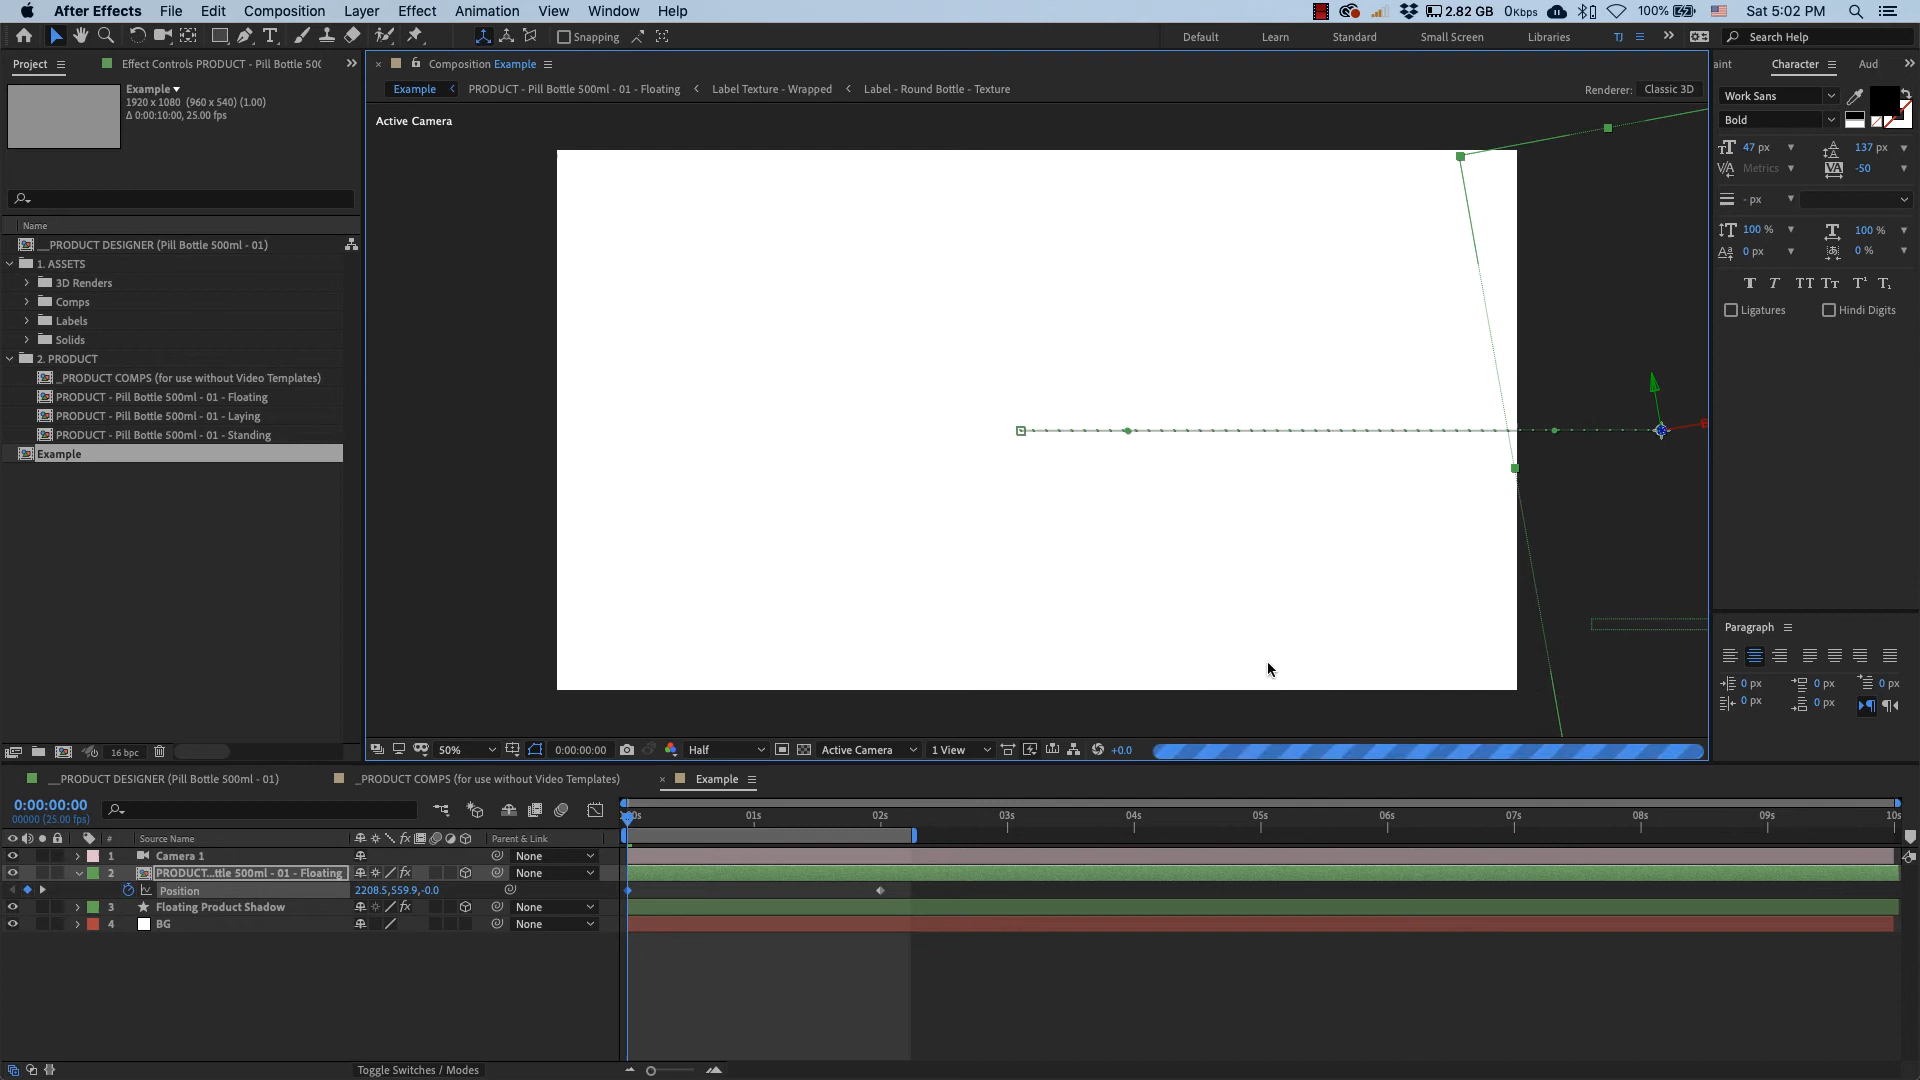 After Effects File Edit Composition Layer Effect Animation View Window Help
2.82 GB 0Kbps 100% Sat 5:02 PM
Snapping Default Learn Standard Small Screen Libraries TJ Search Help
Project Effect Controls PRODUCT - Pill Bottle 500
Example
1920 x 1080 (960 x 540) (1.00)
Δ 0:00:10:00, 25.00 fps
Name
__PRODUCT DESIGNER (Pill Bottle 500ml - 01)
1. ASSETS
3D Renders
Comps
Labels
Solids
2. PRODUCT
_PRODUCT COMPS (for use without Video Templates)
PRODUCT - Pill Bottle 500ml - 01 - Floating
PRODUCT - Pill Bottle 500ml - 01 - Laying
PRODUCT - Pill Bottle 500ml - 01 - Standing
Example
16 bpc
Composition Example
Example PRODUCT - Pill Bottle 500ml - 01 - Floating Label Texture - Wrapped Label - Round Bottle - Texture
Renderer: Classic 3D
Active Camera
50% 0:00:00:00 Half Active Camera 1 View +0.0
aint Character Aud
Work Sans
Bold
47 px 137 px
Metrics -50
- px
100 % 100 %
0 px 0 %
Ligatures Hindi Digits
Paragraph
0 px 0 px 0 px
0 px 0 px
__PRODUCT DESIGNER (Pill Bottle 500ml - 01) _PRODUCT COMPS (for use without Video Templates) Example
0:00:00:00
00000 (25.00 fps)
01s 02s 03s 04s 05s 06s 07s 08s 09s 10s
# Source Name Parent & Link
1 Camera 1 None
2 PRODUCT...ttle 500ml - 01 - Floating None
Position 2208.5,559.9,-0.0
3 Floating Product Shadow None
4 BG None
Toggle Switches / Modes